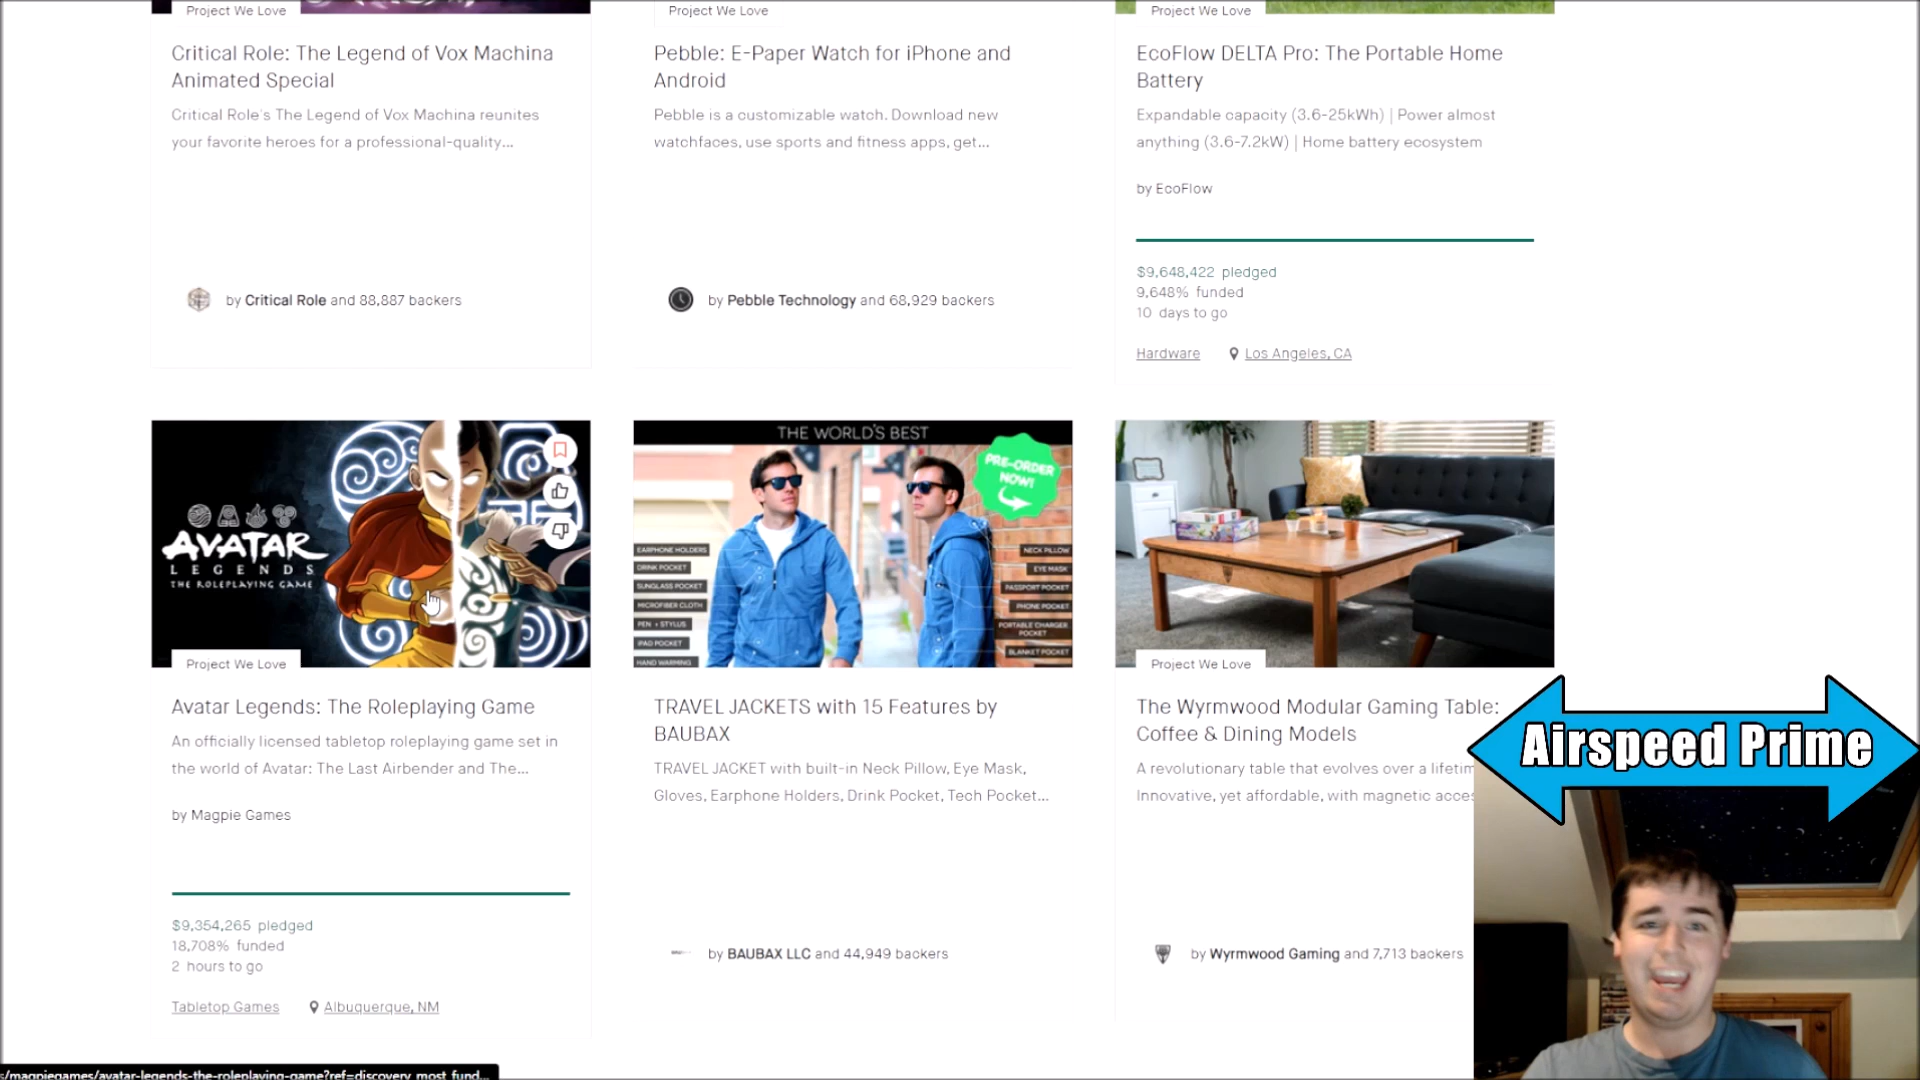 Project We Love
Critical Role: The Legend of Vox Machina
Animated Special
Critical Role's The Legend of Vox Machina reunites
your favorite heroes for a professional-quality...
by Critical Role and 88,887 backers
Project We Love
Pebble: E-Paper Watch for iPhone and
Android
Pebble is a customizable watch. Download new
watchfaces, use sports and fitness apps, get...
by Pebble Technology and 68,929 backers
Project We Love
EcoFlow DELTA Pro: The Portable Home
Battery
Expandable capacity (3.6-25kWh) | Power almost
anything (3.6-7.2kW) | Home battery ecosystem
by EcoFlow
$9,648,422 pledged
9,648% funded
10 days to go
Hardware
Los Angeles, CA
AVATAR
LEGENDS
THE ROLEPLAYING GAME
Project We Love
Avatar Legends: The Roleplaying Game
An officially licensed tabletop roleplaying game set in
the world of Avatar: The Last Airbender and The...
by Magpie Games
$9,354,265 pledged
18,708% funded
2 hours to go
Tabletop Games
Albuquerque, NM
THE WORLD'S BEST
PRE-ORDER
NOW!
EARPHONE HOLDERS
DRINK POCKET
SUNGLASS POCKET
MICROFIBER CLOTH
PEN + STYLUS
IPAD POCKET
HAND WARMING
NECK PILLOW
EYE MASK
PASSPORT POCKET
PHONE POCKET
PORTABLE CHARGER
POCKET
BLANKET POCKET
TRAVEL JACKETS with 15 Features by
BAUBAX
TRAVEL JACKET with built-in Neck Pillow, Eye Mask,
Gloves, Earphone Holders, Drink Pocket, Tech Pocket...
by BAUBAX LLC and 44,949 backers
Project We Love
The Wyrmwood Modular Gaming Table:
Coffee & Dining Models
A revolutionary table that evolves over a lifetim
Innovative, yet affordable, with magnetic acces
by Wyrmwood Gaming and 7,713 backers
Airspeed Prime
s/magpiegames/avatar-legends-the-roleplaying-game?ref=discovery_most_fund...